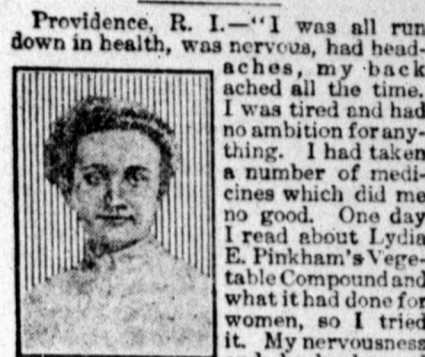 Providence, R. I.—"I was all run
down in health, was nervous, had head-
aches, my back
ached all the time.
I was tired and had
no ambition for any-
thing. I had taken
a number of medi-
cines which did me
no good. One day
I read about Lydia
E. Pinkham's Vege-
table Compound and
what it had done for
women, so I tried
it. My nervousness